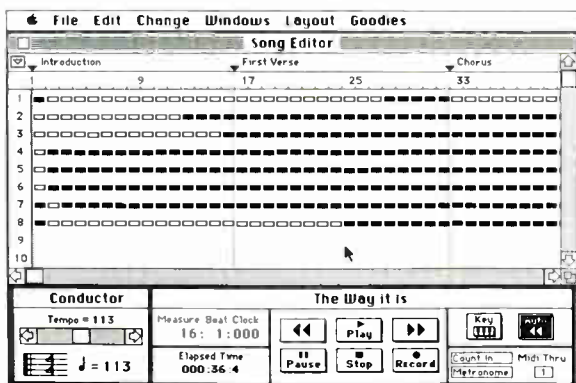 File Edit Change Windows Layout Goodies
Song Editor
Introduction First Verse Chorus
1 9 17 25 33
1
2
3
4
5
6
7
8
9
10
Conductor The Way it is
Tempo = 113
Measure Beat Clock
16: 1:000
= 113
Elapsed Time
000:36:4
Play
Pause Stop Record
Key Auto
Count In Midi Thru
Metronome 1